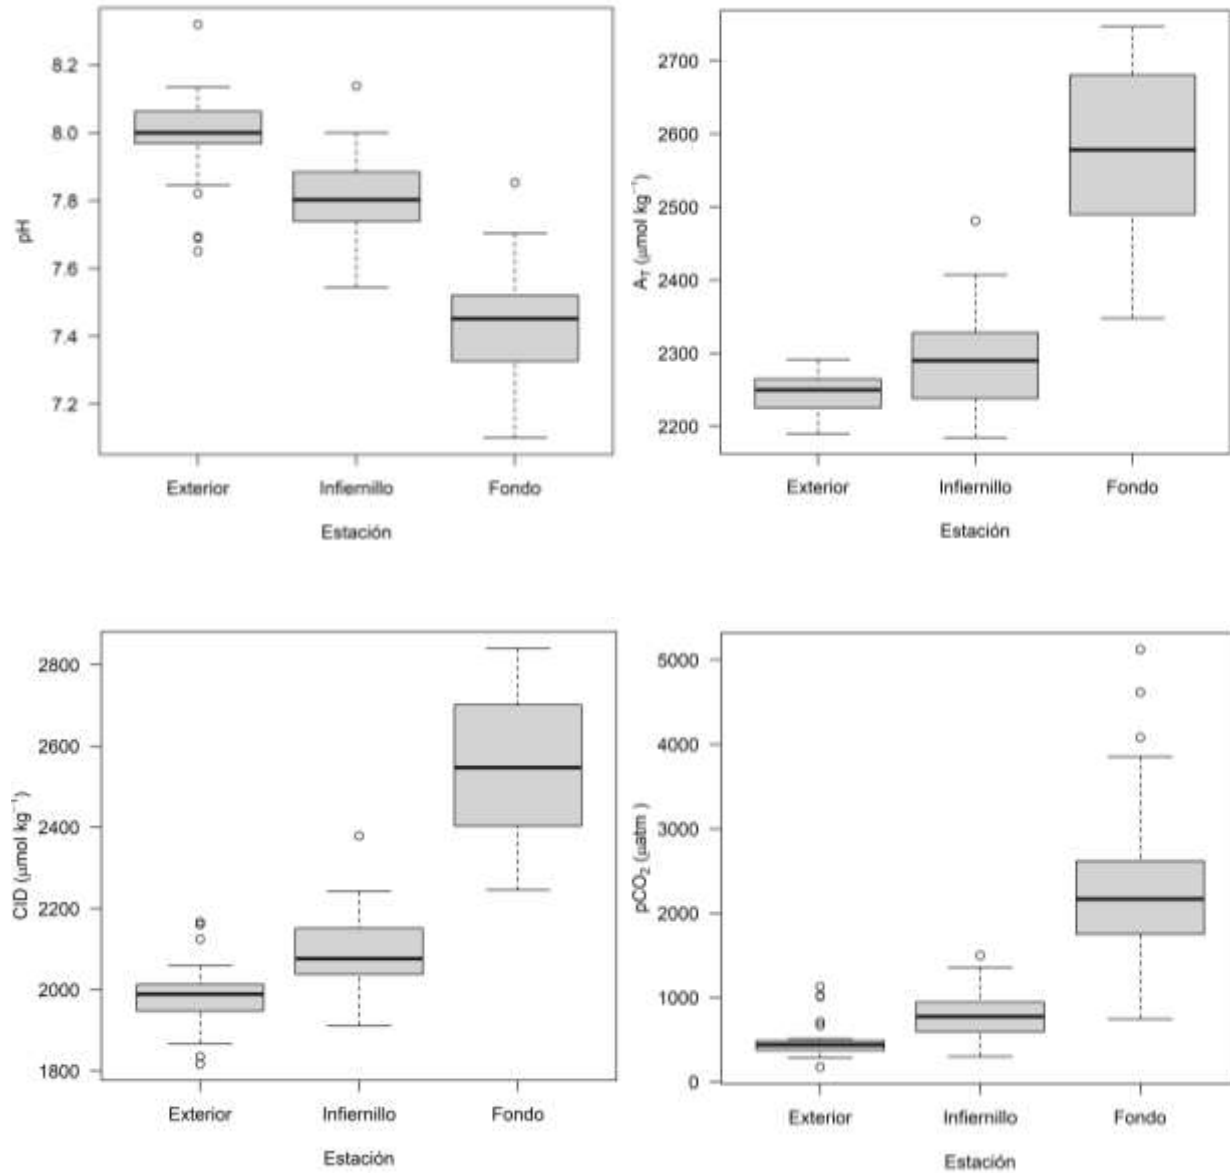 pH
8.2
8.0
7.8
7.6
7.4
7.2
Exterior Infiernillo Fondo
Estación
A_T (μmol kg⁻¹)
2700
2600
2500
2400
2300
2200
Exterior Infiernillo Fondo
Estación
CID (μmol kg⁻¹)
2800
2600
2400
2200
2000
1800
Exterior Infiernillo Fondo
Estación
pCO₂ (μatm )
5000
4000
3000
2000
1000
0
Exterior Infiernillo Fondo
Estación